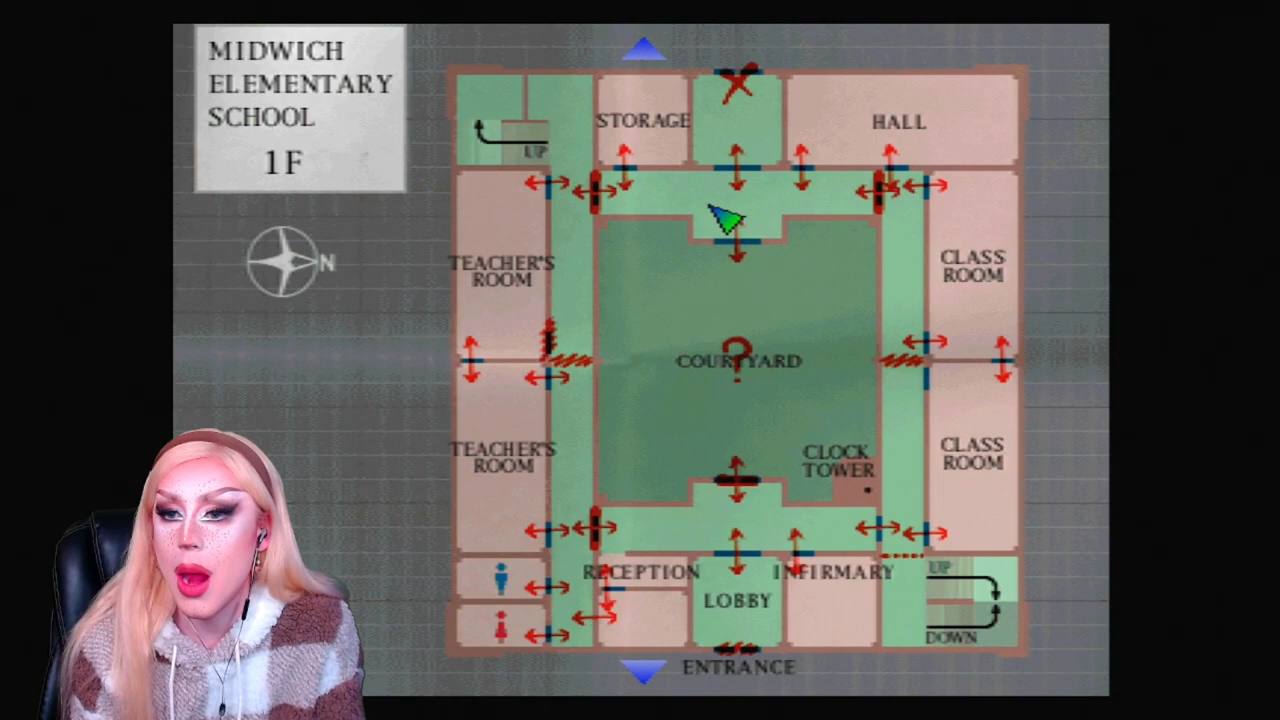 MIDWICH
ELEMENTARY
SCHOOL
1F
N
STORAGE
HALL
UP
TEACHER'S
ROOM
CLASS
ROOM
?
COURTYARD
TEACHER'S
ROOM
CLOCK
TOWER
CLASS
ROOM
RECEPTION
INFIRMARY
UP
LOBBY
DOWN
ENTRANCE